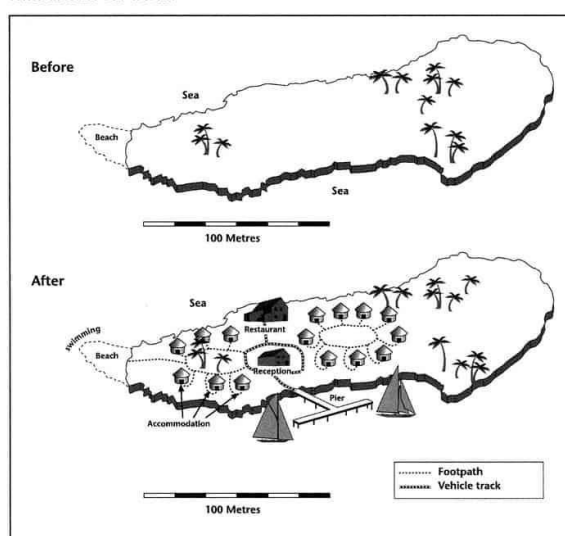 Before
Sea
Beach
Sea
100 Metres
After
Sea
swimming
Beach
Restaurant
Reception
Pier
Accommodation
Footpath
Vehicle track
100 Metres